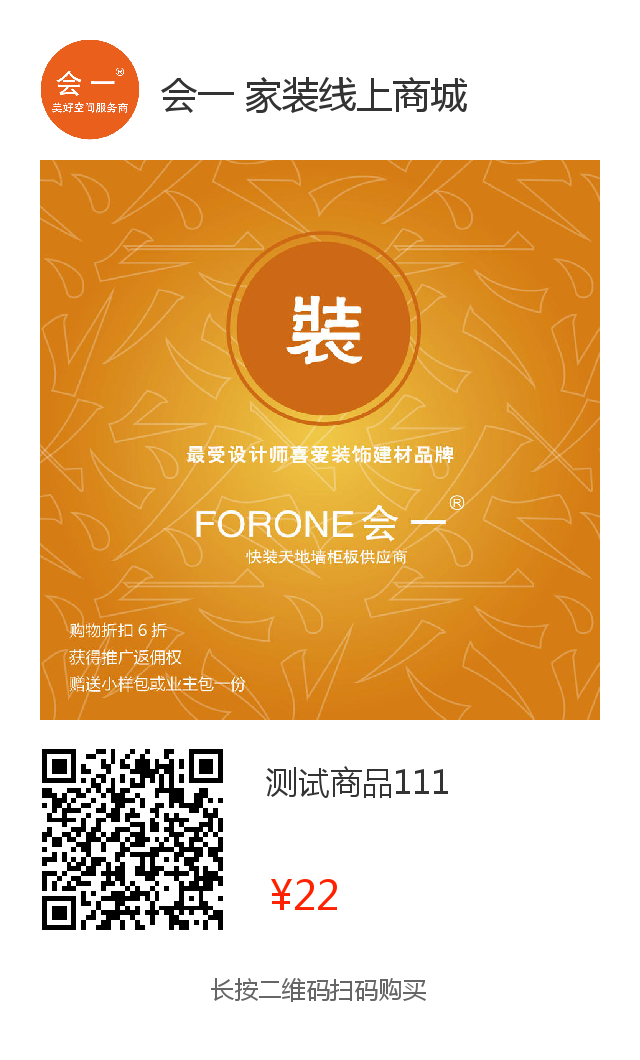 会一®
美好空间服务商
会一 家装线上商城
裝
最受设计师喜爱装饰建材品牌
FORONE会一®
快装天地墙柜板供应商
购物折扣 6 折
获得推广返佣权
赠送小样包或业主包一份
测试商品111
¥22
长按二维码扫码购买